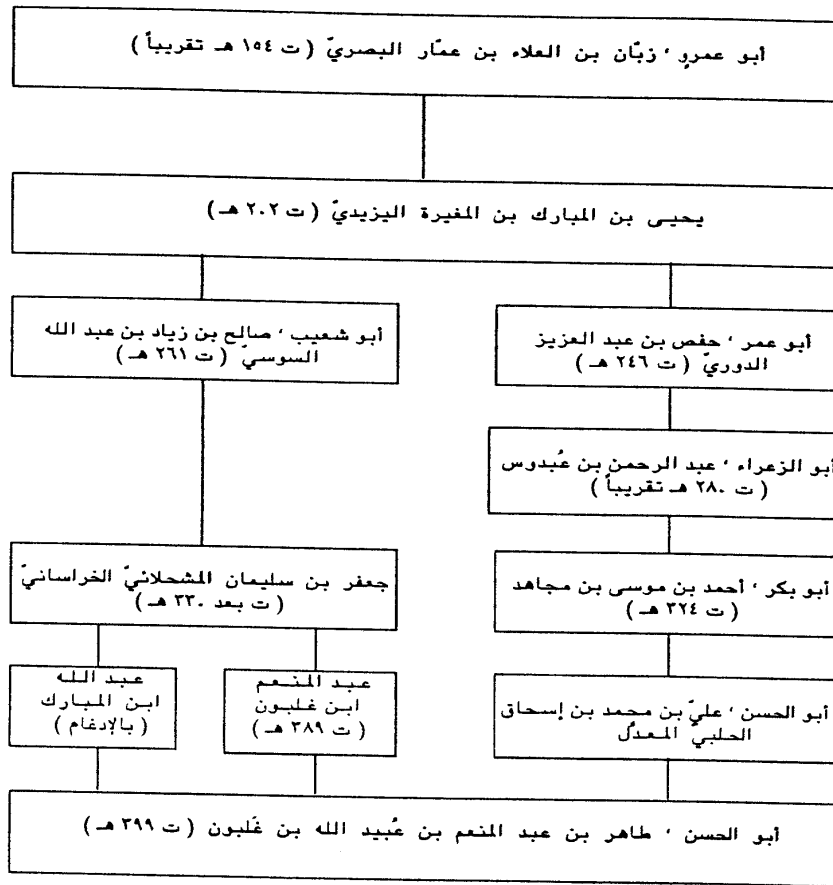 أبو عمروٍ ، زبّان بن العلاء بن عمّار البصريّ ( ت ١٥٤ هـ تقريباً )
يحيى بن المبارك بن المغيرة اليزيديّ ( ت ٢٠٢ هـ )
أبو عمر ، حفص بن عبد العزيز
الدوريّ ( ت ٢٤٦ هـ )
أبو شعيب ، صالح بن زياد بن عبد الله
السوسيّ ( ت ٢٦١ هـ )
أبو الزعراء ، عبد الرحمن بن عُبدوس
( ت ٢٨٠ هـ تقريباً )
أبو بكر ، أحمد بن موسى بن مجاهد
( ت ٣٢٤ هـ )
جعفر بن سليمان المشحلائيّ الخراسانيّ
( ت بعد ٣٣٠ هـ )
أبو الحسن ، عليّ بن محمد بن إسحاق
الحلبيّ المعدّل
عبد المنعم
ابن غلبون
( ت ٣٨٩ هـ )
عبد الله
ابن المبارك
( بالإدغام )
أبو الحسن ، طاهر بن عبد المنعم بن عُبيد الله بن غَلبون ( ت ٣٩٩ هـ )